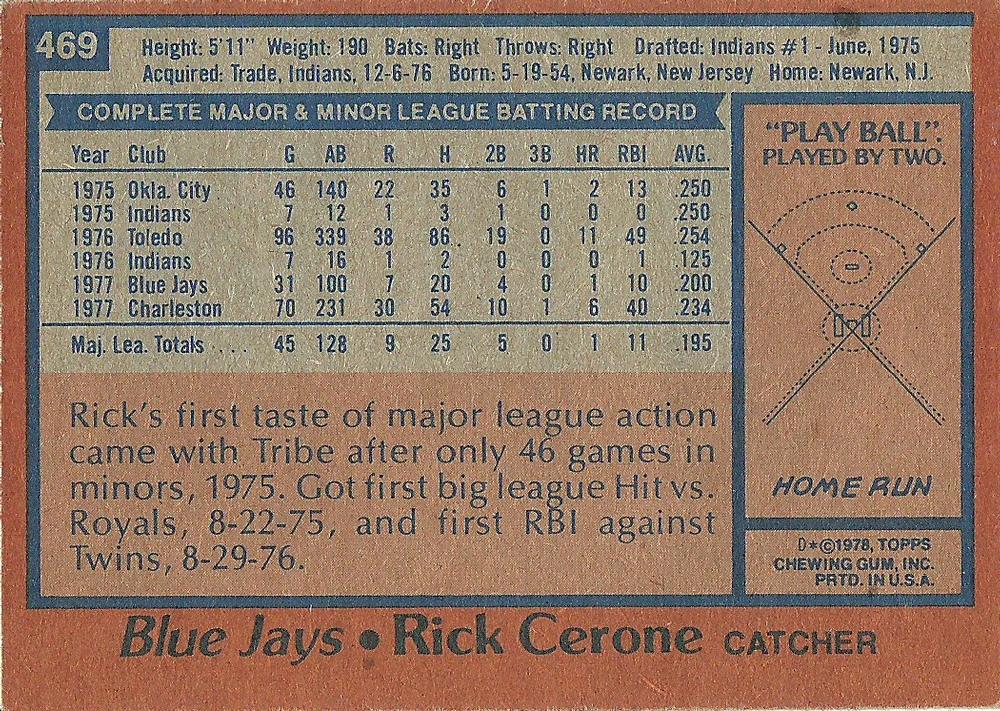 469
Height: 5'11" Weight: 190 Bats: Right Throws: Right Drafted: Indians #1 - June, 1975
Acquired: Trade, Indians, 12-6-76 Born: 5-19-54, Newark, New Jersey Home: Newark, N.J.
COMPLETE MAJOR & MINOR LEAGUE BATTING RECORD
Year Club G AB R H 2B 3B HR RBI AVG.
1975 Okla. City 46 140 22 35 6 1 2 13 .250
1975 Indians 7 12 1 3 1 0 0 0 .250
1976 Toledo 96 339 38 86 19 0 11 49 .254
1976 Indians 7 16 1 2 0 0 0 1 .125
1977 Blue Jays 31 100 7 20 4 0 1 10 .200
1977 Charleston 70 231 30 54 10 1 6 40 .234
Maj. Lea. Totals .... 45 128 9 25 5 0 1 11 .195
Rick's first taste of major league action
came with Tribe after only 46 games in
minors, 1975. Got first big league Hit vs.
Royals, 8-22-75, and first RBI against
Twins, 8-29-76.
"PLAY BALL".
PLAYED BY TWO.
HOME RUN
D*©1978, TOPPS
CHEWING GUM, INC.
PRTD. IN U.S.A.
Blue Jays • Rick Cerone CATCHER